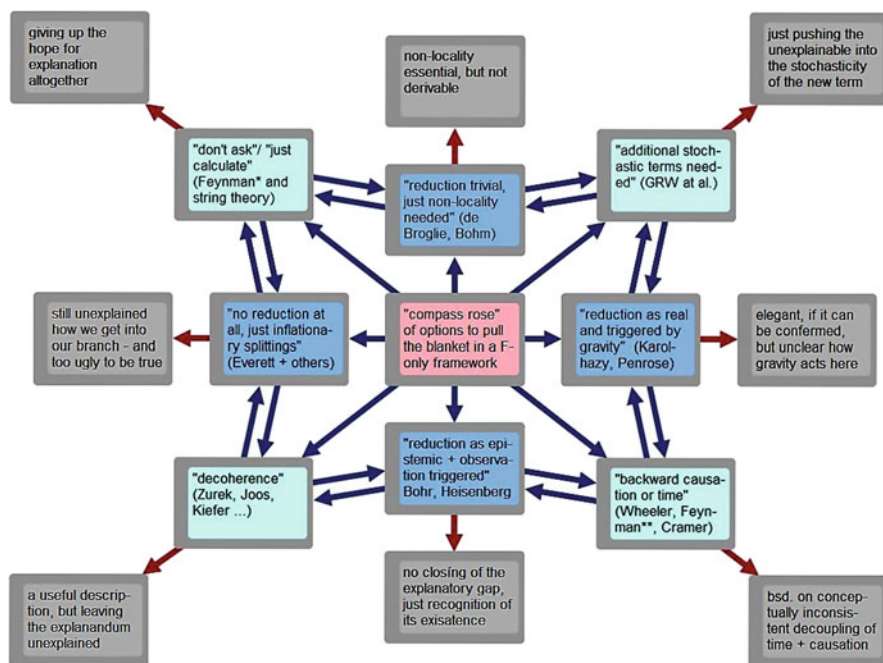 giving up the
hope for
explanation
altogether
non-locality
essential, but not
derivable
just pushing the
unexplainable into
the stochasticity
of the new term
"don't ask"/ "just
calculate"
(Feynman* and
string theory)
"reduction trivial,
just non-locality
needed" (de
Broglie, Bohm)
"additional stoch-
astic terms need-
ed" (GRW at al.)
still unexplained
how we get into
our branch - and
too ugly to be true
"no reduction at
all, just inflation-
ary splittings"
(Everett + others)
"compass rose"
of options to pull
the blanket in a F-
only framework
"reduction as real
and triggered by
gravity" (Karol-
hazy, Penrose)
elegant, if it can
be confirmed,
but unclear how
gravity acts here
"decoherence"
(Zurek, Joos,
Kiefer ...)
"reduction as epi-
stemic + observa-
tion triggered"
Bohr, Heisenberg
"backward causa-
tion or time"
(Wheeler, Feyn-
man**, Cramer)
a useful descrip-
tion, but leaving
the explanandum
unexplained
no closing of the
explanatory gap,
just recognition of
its exisatence
bsd. on concep-
tually inconsis-
tent decoupling of
time + causation